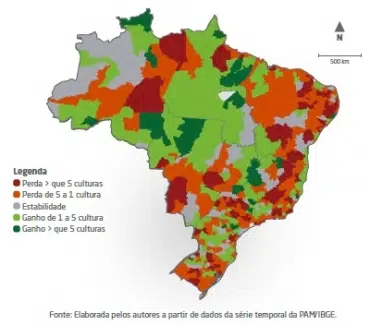 N
500 km
Legenda
Perda > que 5 culturas
Perda de 5 a 1 cultura
Estabilidade
Ganho de 1 a 5 cultura
Ganho > que 5 culturas
Fonte: Elaborada pelos autores a partir de dados da série temporal da PAM/IBGE.